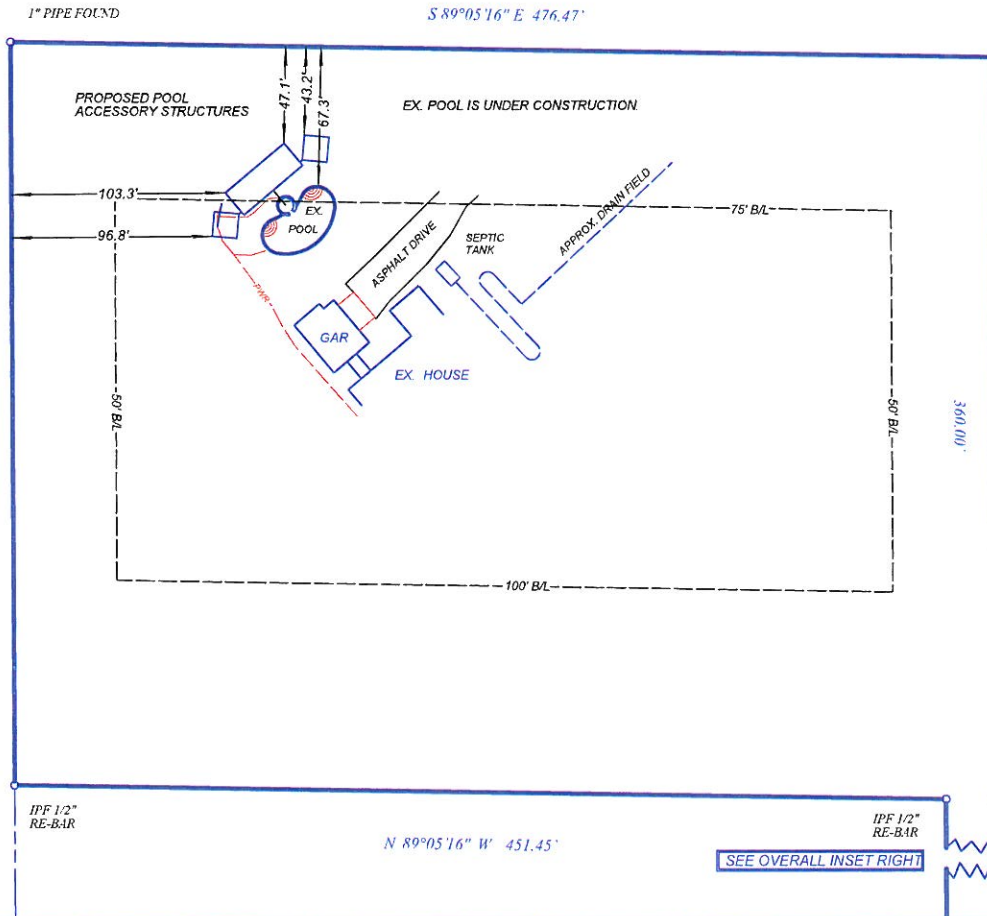 1" PIPE FOUND
S 89°05'16" E 476.47'
PROPOSED POOL
ACCESSORY STRUCTURES
47.1'
43.2'
67.3'
EX. POOL IS UNDER CONSTRUCTION.
103.3'
96.8'
EX.
POOL
75' B/L
APPROX. DRAIN FIELD
ASPHALT DRIVE
SEPTIC
TANK
PWR
GAR
EX. HOUSE
50' B/L
50' B/L
360.00'
100' B/L
IPF 1/2"
RE-BAR
N 89°05'16" W 451.45'
IPF 1/2"
RE-BAR
SEE OVERALL INSET RIGHT